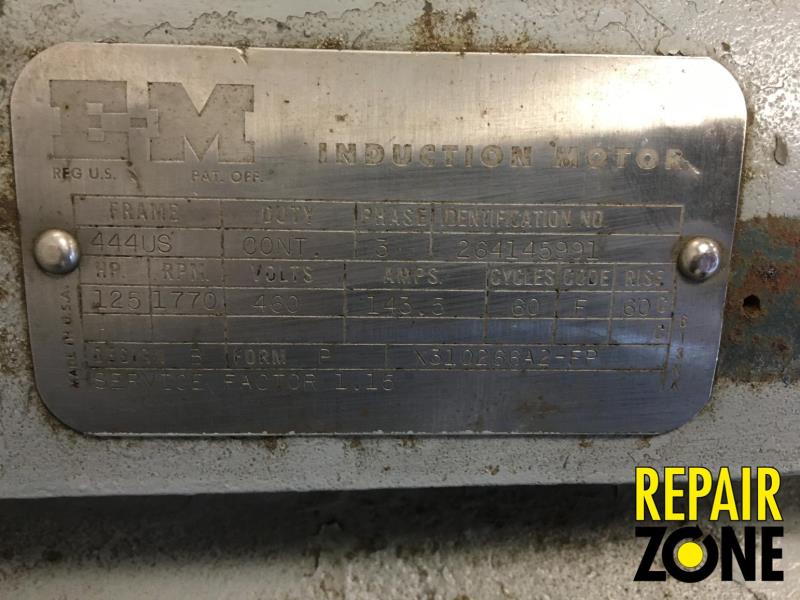 E-M
REG U.S. PAT. OFF.
INDUCTION MOTOR
FRAME DUTY PHASE IDENTIFICATION NO.
444US CONT. 3 264145991
HP. RPM. VOLTS AMPS. CYCLES CODE RISE
125 1770 460 143.5 60 F 60C
DESIGN B FORM P N310266A2-FP
SERVICE FACTOR 1.15
MADE IN U.S.A.
REPAIR
ZONE